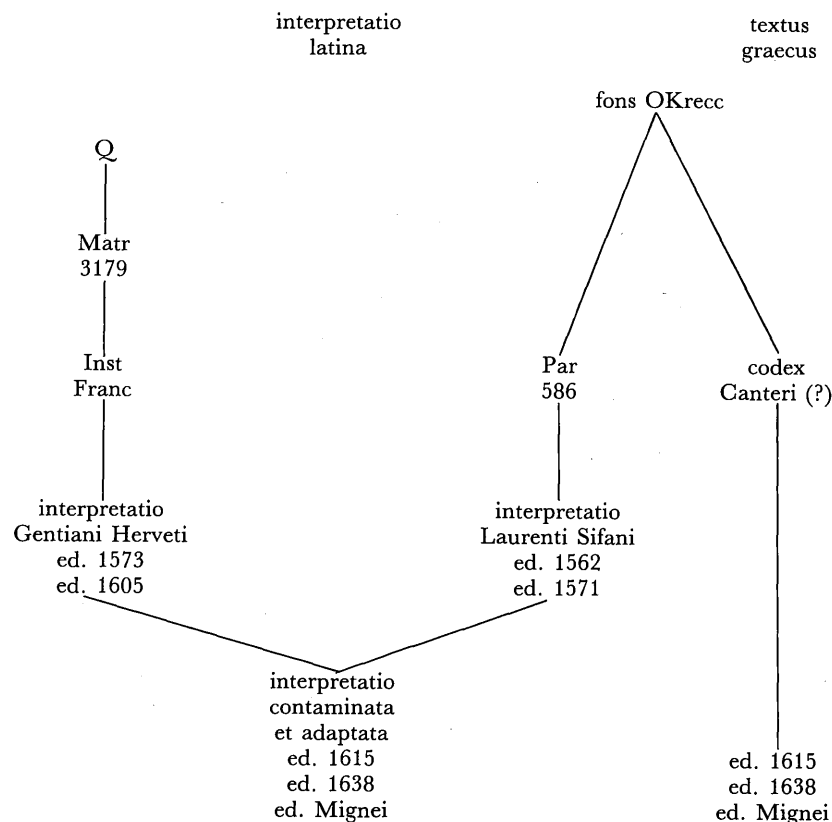 interpretatio
latina
textus
graecus
fons OKrecc
Q
Matr
3179
Inst
Franc
Par
586
codex
Canteri (?)
interpretatio
Gentiani Herveti
ed. 1573
ed. 1605
interpretatio
Laurenti Sifani
ed. 1562
ed. 1571
interpretatio
contaminata
et adaptata
ed. 1615
ed. 1638
ed. Mignei
ed. 1615
ed. 1638
ed. Mignei